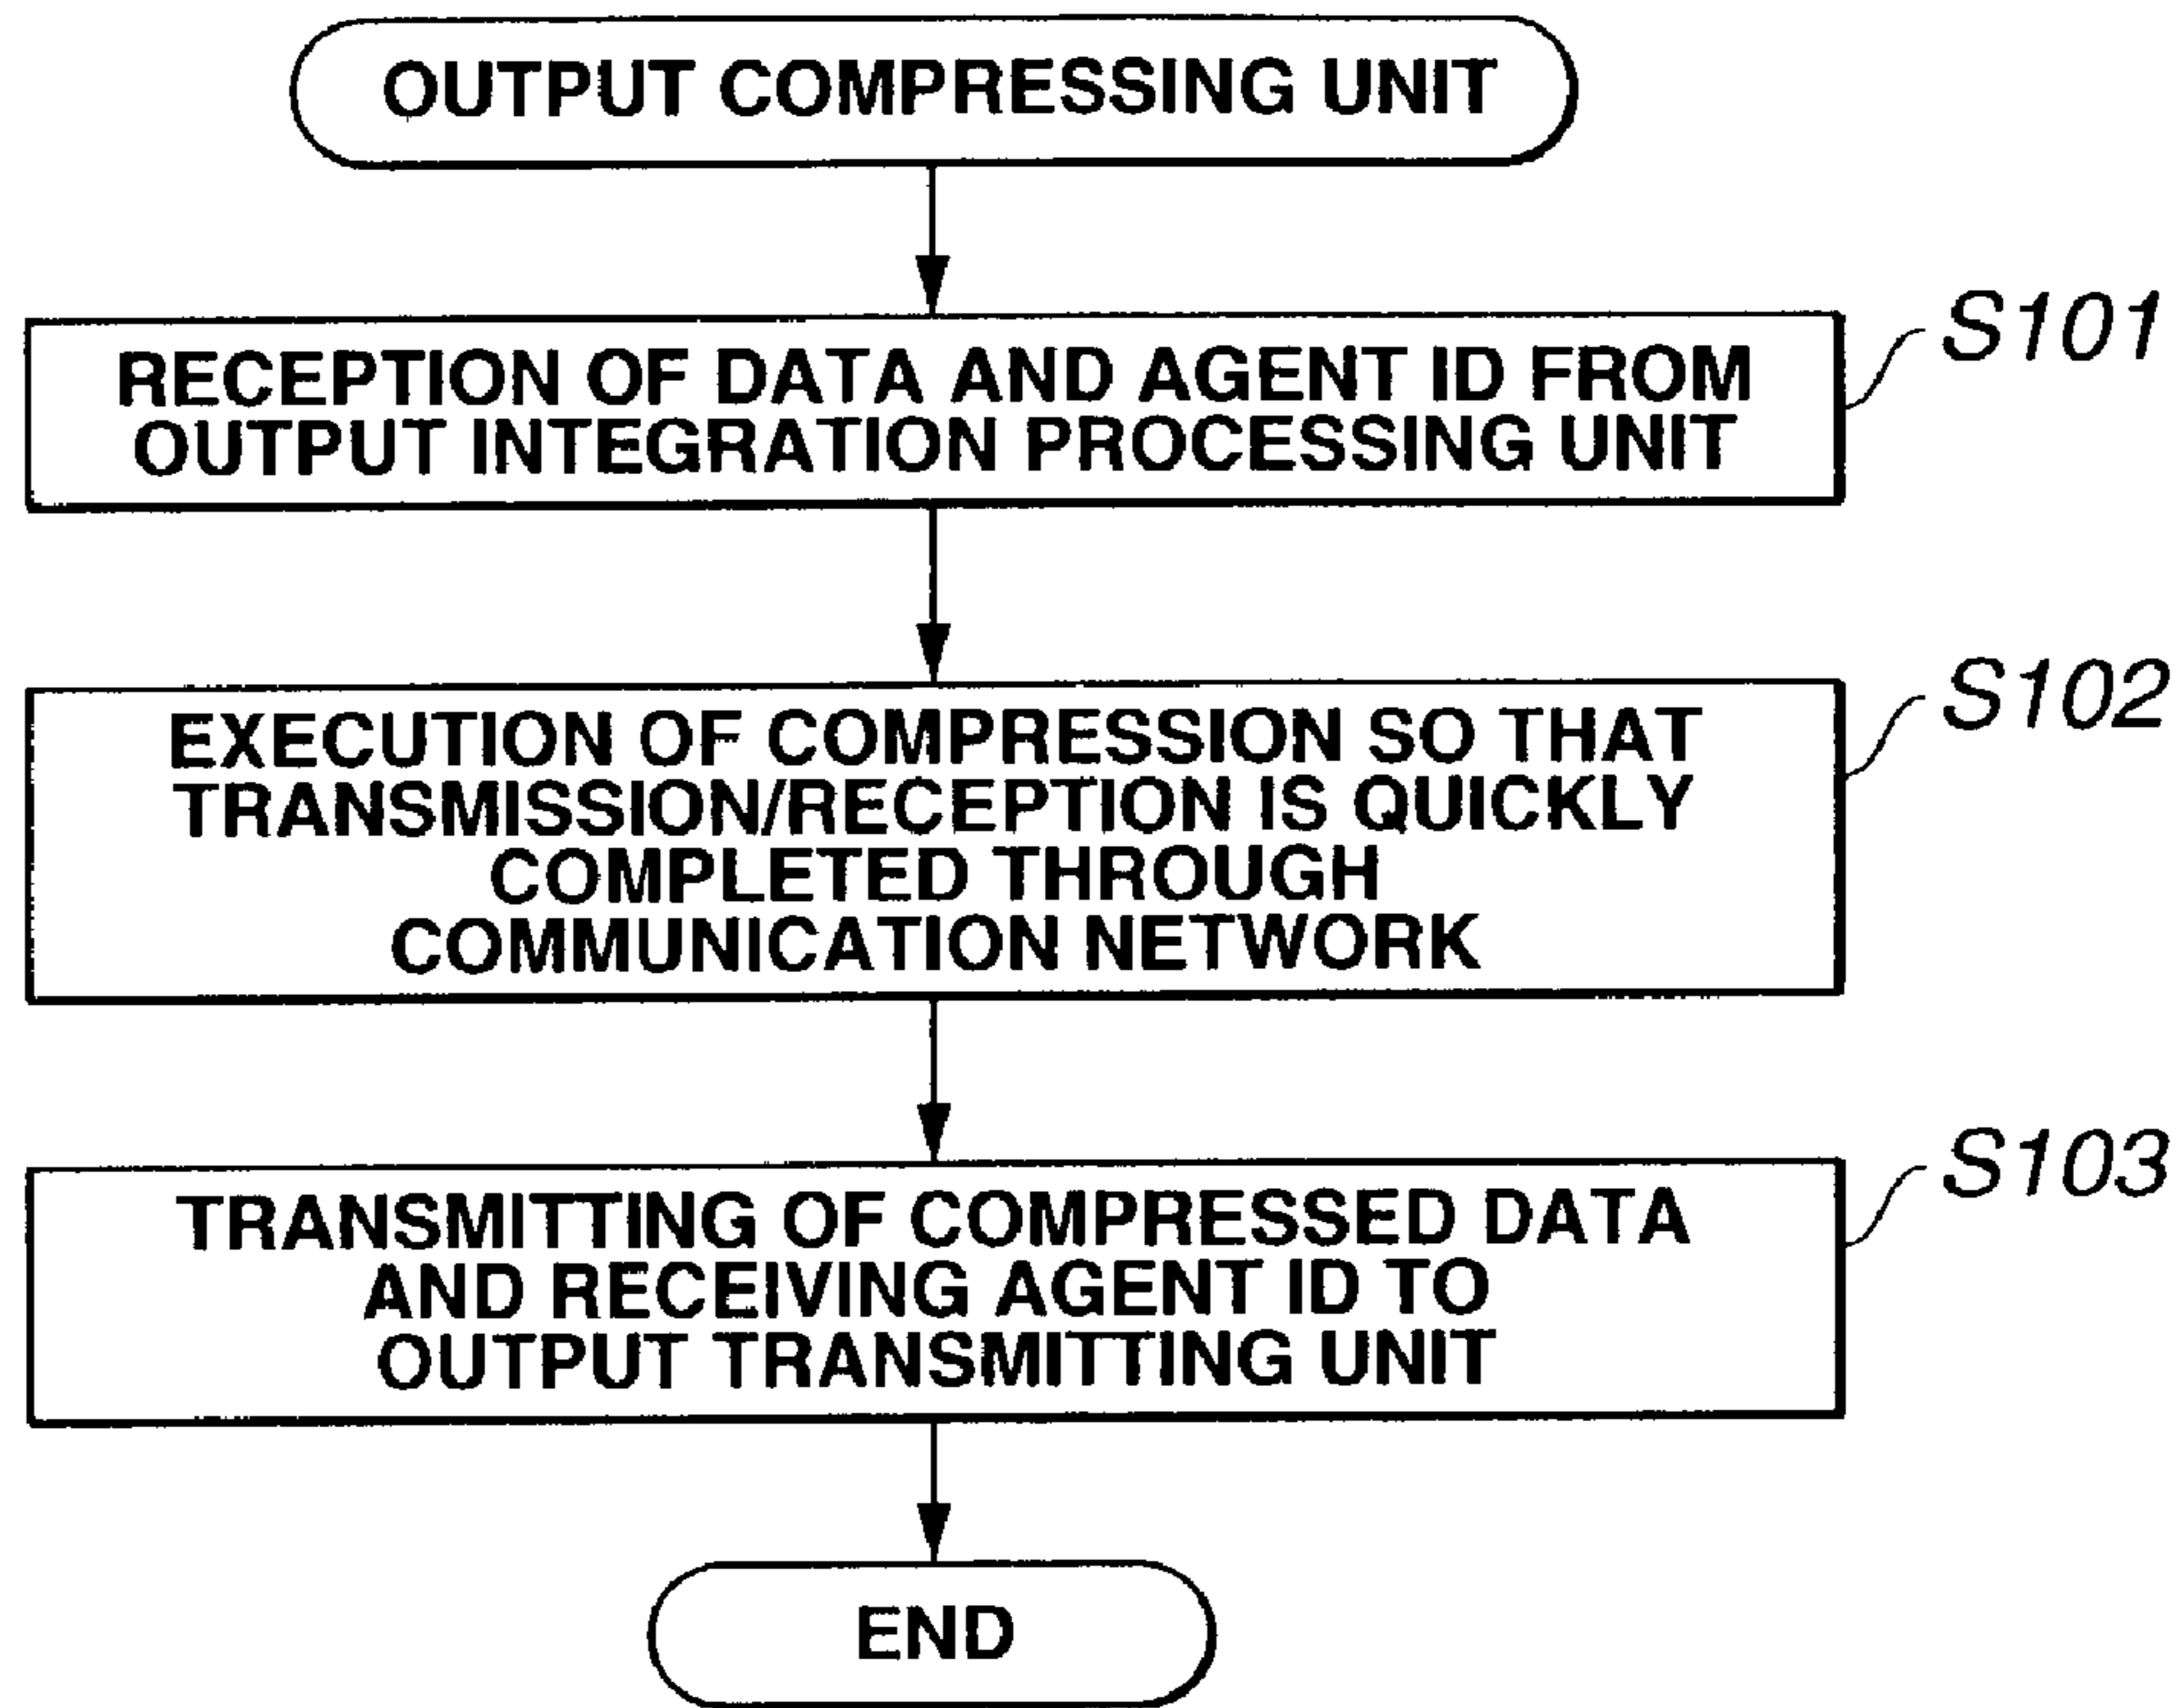 OUTPUT COMPRESSING UNIT
S101
RECEPTION OF DATA AND AGENT ID FROM
OUTPUT INTEGRATION PROCESSING UNIT
S102
EXECUTION OF COMPRESSION SO THAT
TRANSMISSION/RECEPTION IS QUICKLY
COMPLETED THROUGH
COMMUNICATION NETWORK
S103
TRANSMITTING OF COMPRESSED DATA
AND RECEIVING AGENT ID TO
OUTPUT TRANSMITTING UNIT
END